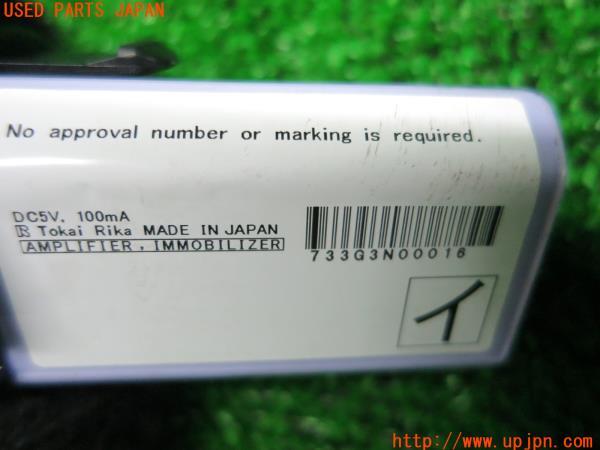 USED PARTS JAPAN
No approval number or marking is required.
DC5V, 100mA
Tokai Rika MADE IN JAPAN
AMPLIFIER, IMMOBILIZER
733G3N00016
イ
http://www.upjpn.com/